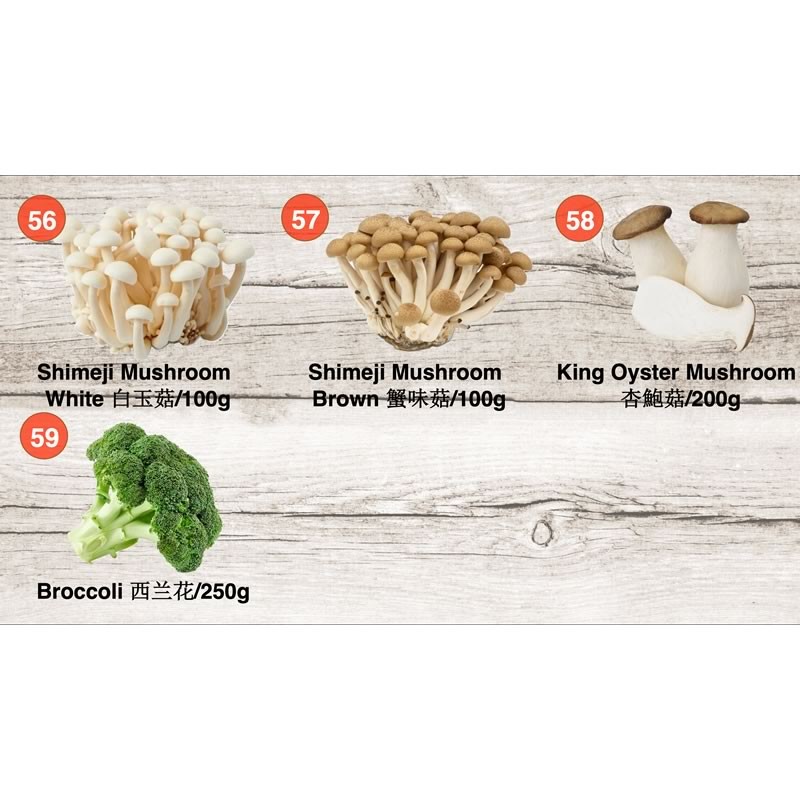 56
57
58
Shimeji Mushroom
White 白玉菇/100g
Shimeji Mushroom
Brown 蟹味菇/100g
King Oyster Mushroom
杏鮑菇/200g
59
Broccoli 西兰花/250g